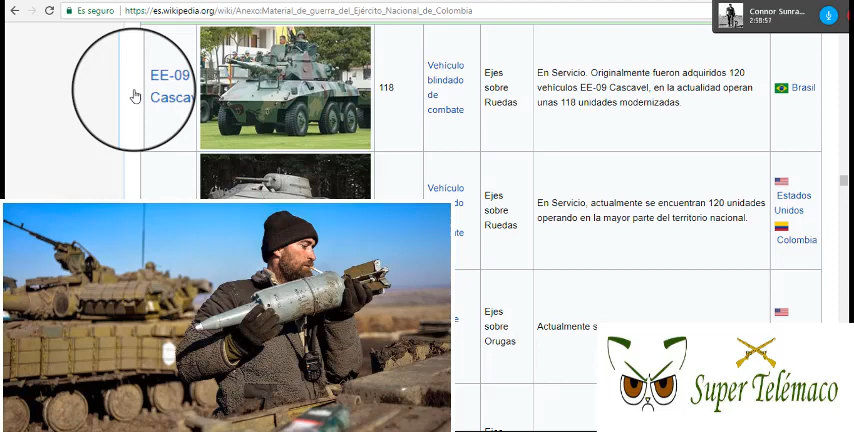 Es seguro | https://es.wikipedia.org/wiki/Anexo:Material_de_guerra_del_Ejército_Nacional_de_Colombia
Connor Sunra...
2:58:57
EE-09
Cascav
118
Vehículo
blindado
de
combate
Ejes
sobre
Ruedas
En Servicio. Originalmente fueron adquiridos 120
vehículos EE-09 Cascavel, en la actualidad operan
unas 118 unidades modernizadas.
Brasil
Vehículo
Ejes
sobre
Ruedas
En Servicio, actualmente se encuentran 120 unidades
operando en la mayor parte del territorio nacional.
Estados
Unidos
Colombia
Ejes
sobre
Orugas
Actualmente s
Super Telémaco